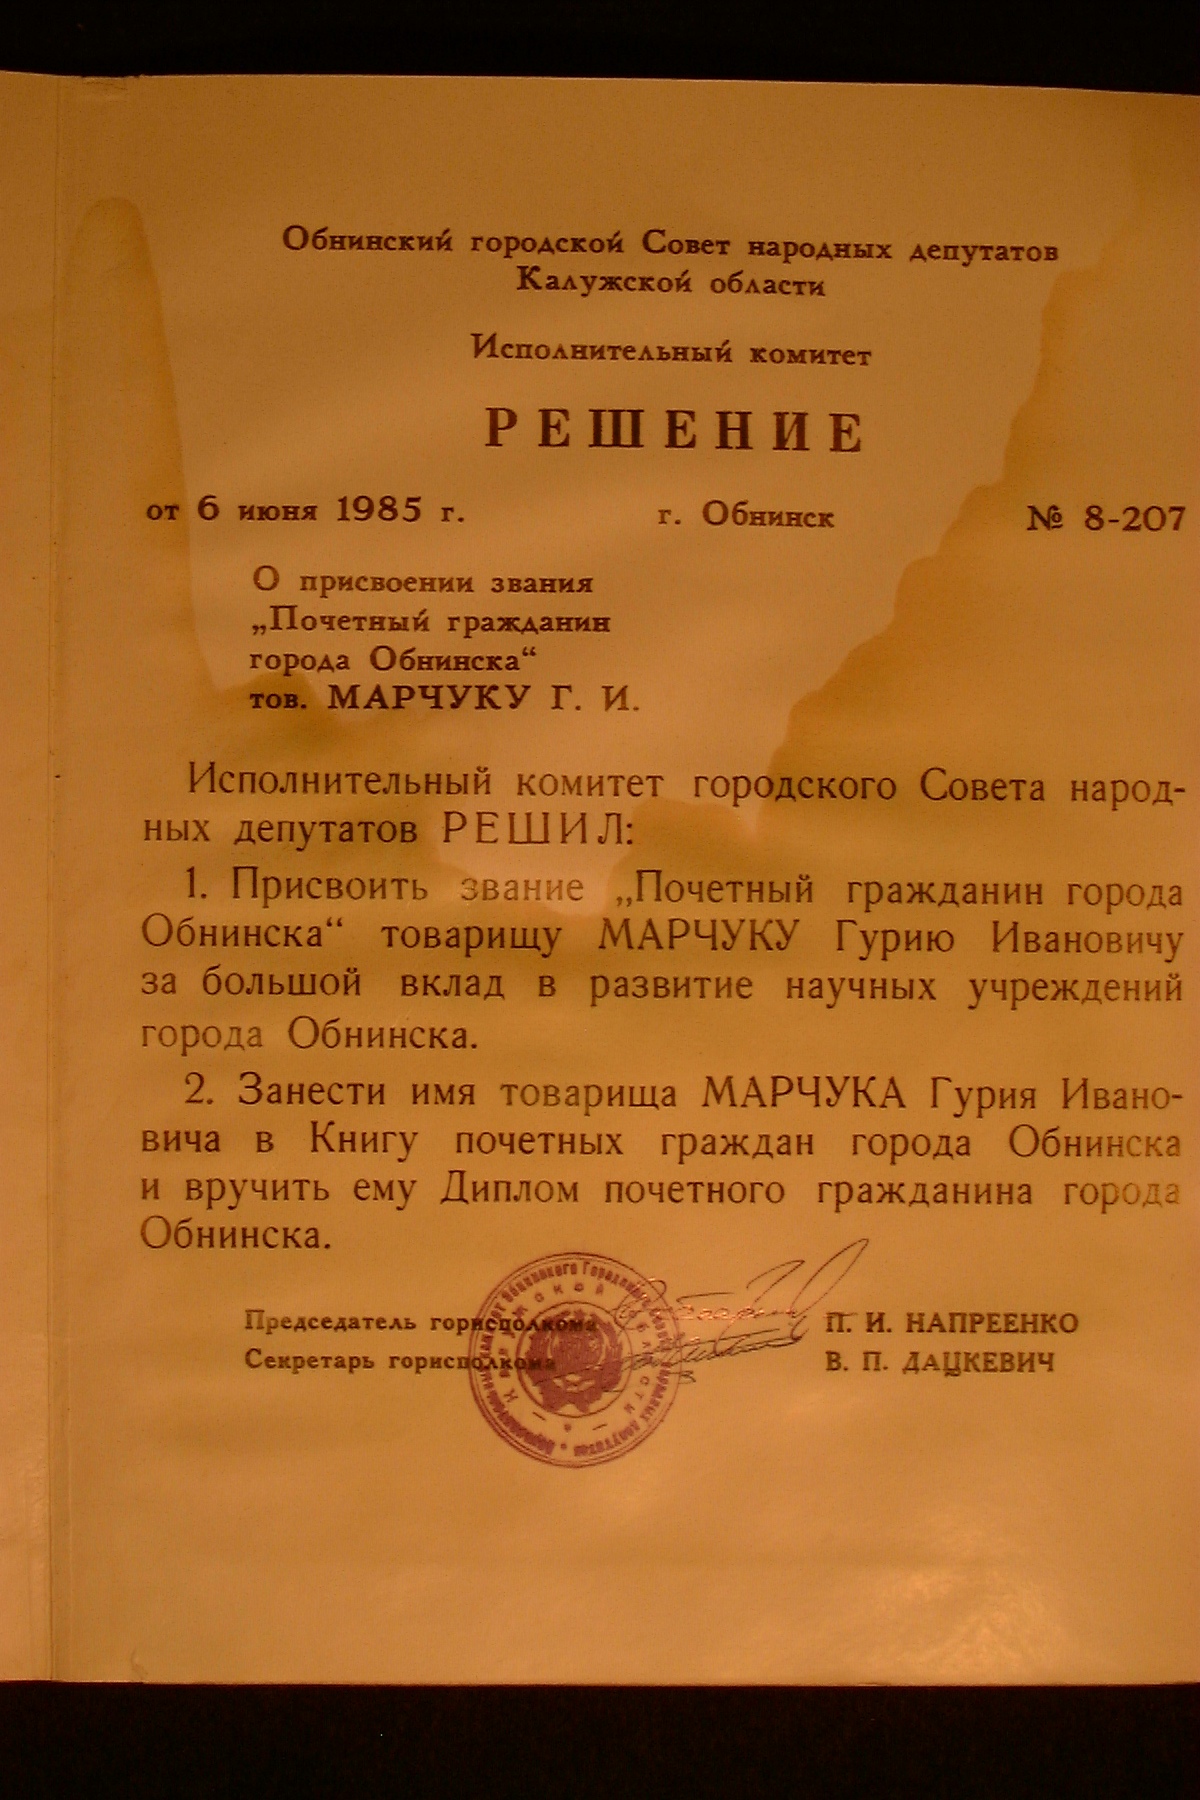 Обнинский городской Совет народных депутатов
Калужской области
Исполнительный комитет
РЕШЕНИЕ
от 6 июня 1985 г. г. Обнинск № 8-207
О присвоении звания
„Почетный гражданин
города Обнинска“
тов. МАРЧУКУ Г. И.
Исполнительный комитет городского Совета народ-
ных депутатов РЕШИЛ:
1. Присвоить звание „Почетный гражданин города
Обнинска“ товарищу МАРЧУКУ Гурию Ивановичу
за большой вклад в развитие научных учреждений
города Обнинска.
2. Занести имя товарища МАРЧУКА Гурия Ивано-
вича в Книгу почетных граждан города Обнинска
и вручить ему Диплом почетного гражданина города
Обнинска.
Председатель горисполкома П. И. НАПРЕЕНКО
Секретарь горисполкома В. П. ДАЦКЕВИЧ